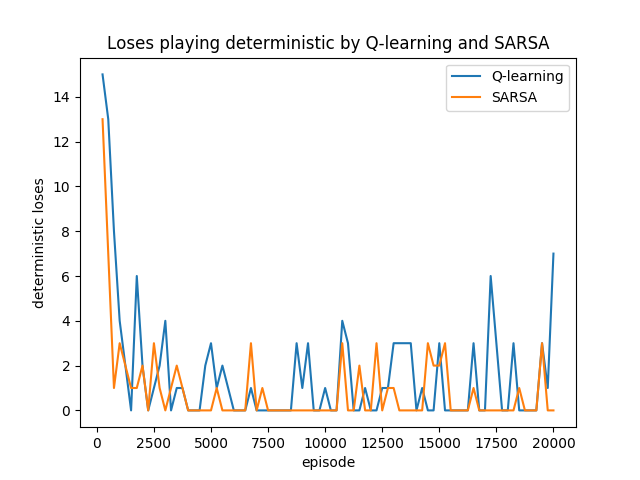 Loses playing deterministic by Q-learning and SARSA
Q-learning
SARSA
14
12
10
8
6
4
2
0
deterministic loses
0 2500 5000 7500 10000 12500 15000 17500 20000
episode